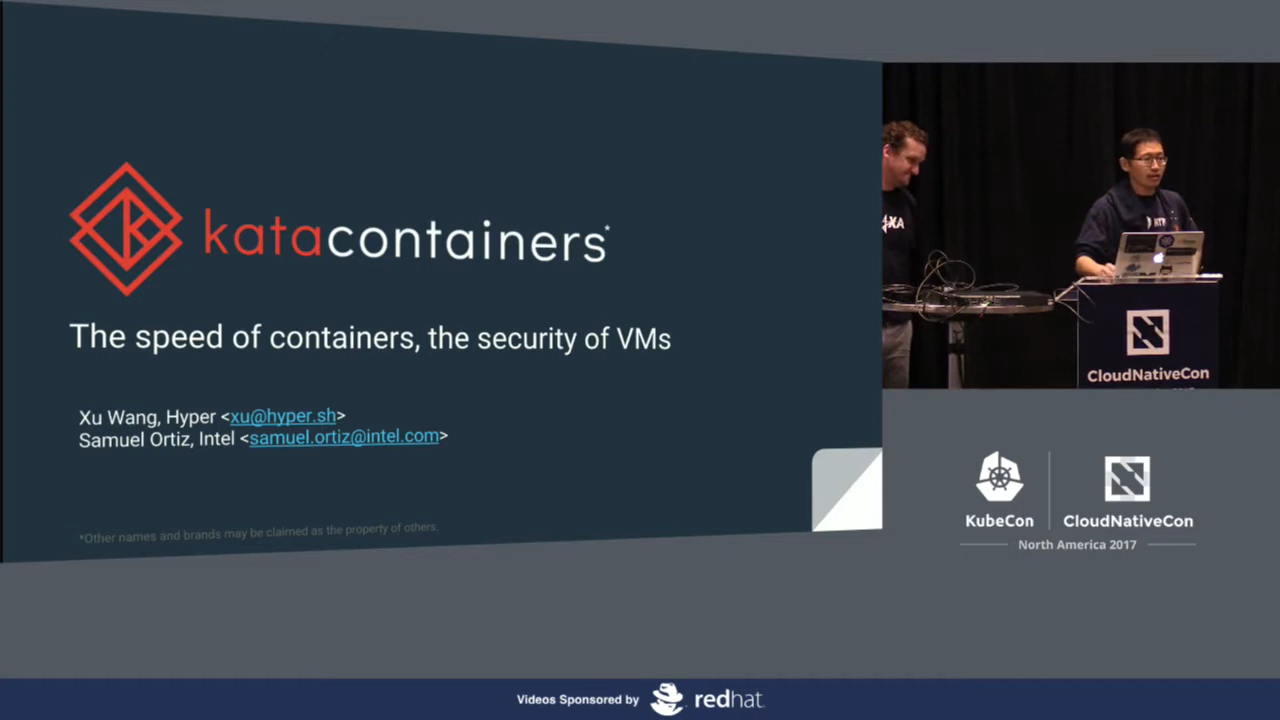 katacontainers*
The speed of containers, the security of VMs
Xu Wang, Hyper <xu@hyper.sh>
Samuel Ortiz, Intel <samuel.ortiz@intel.com>
*Other names and brands may be claimed as the property of others.
CloudNativeCon
KubeCon
CloudNativeCon
North America 2017
Videos Sponsored by
redhat.